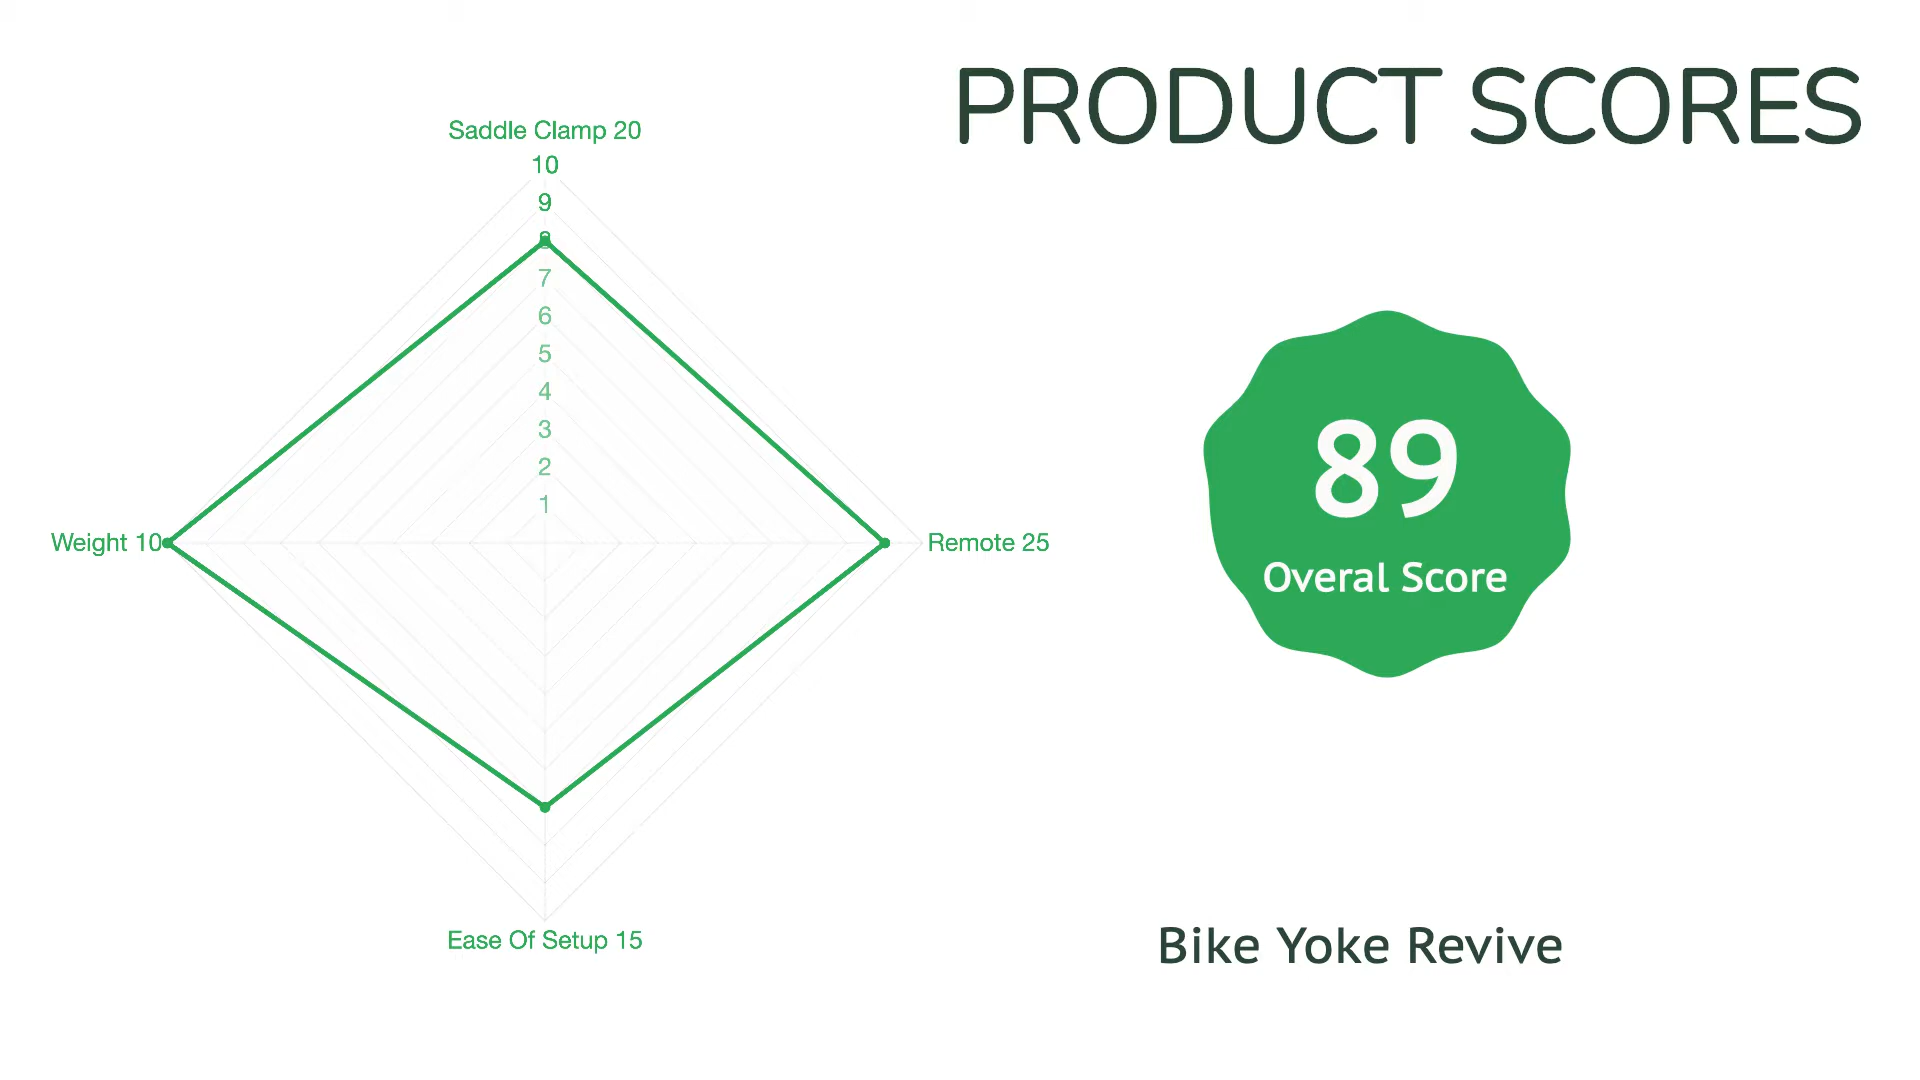 PRODUCT SCORES
Saddle Clamp 20
10
9
8
7
6
5
4
3
2
1
Weight 10
Remote 25
Ease Of Setup 15
89
Overal Score
Bike Yoke Revive